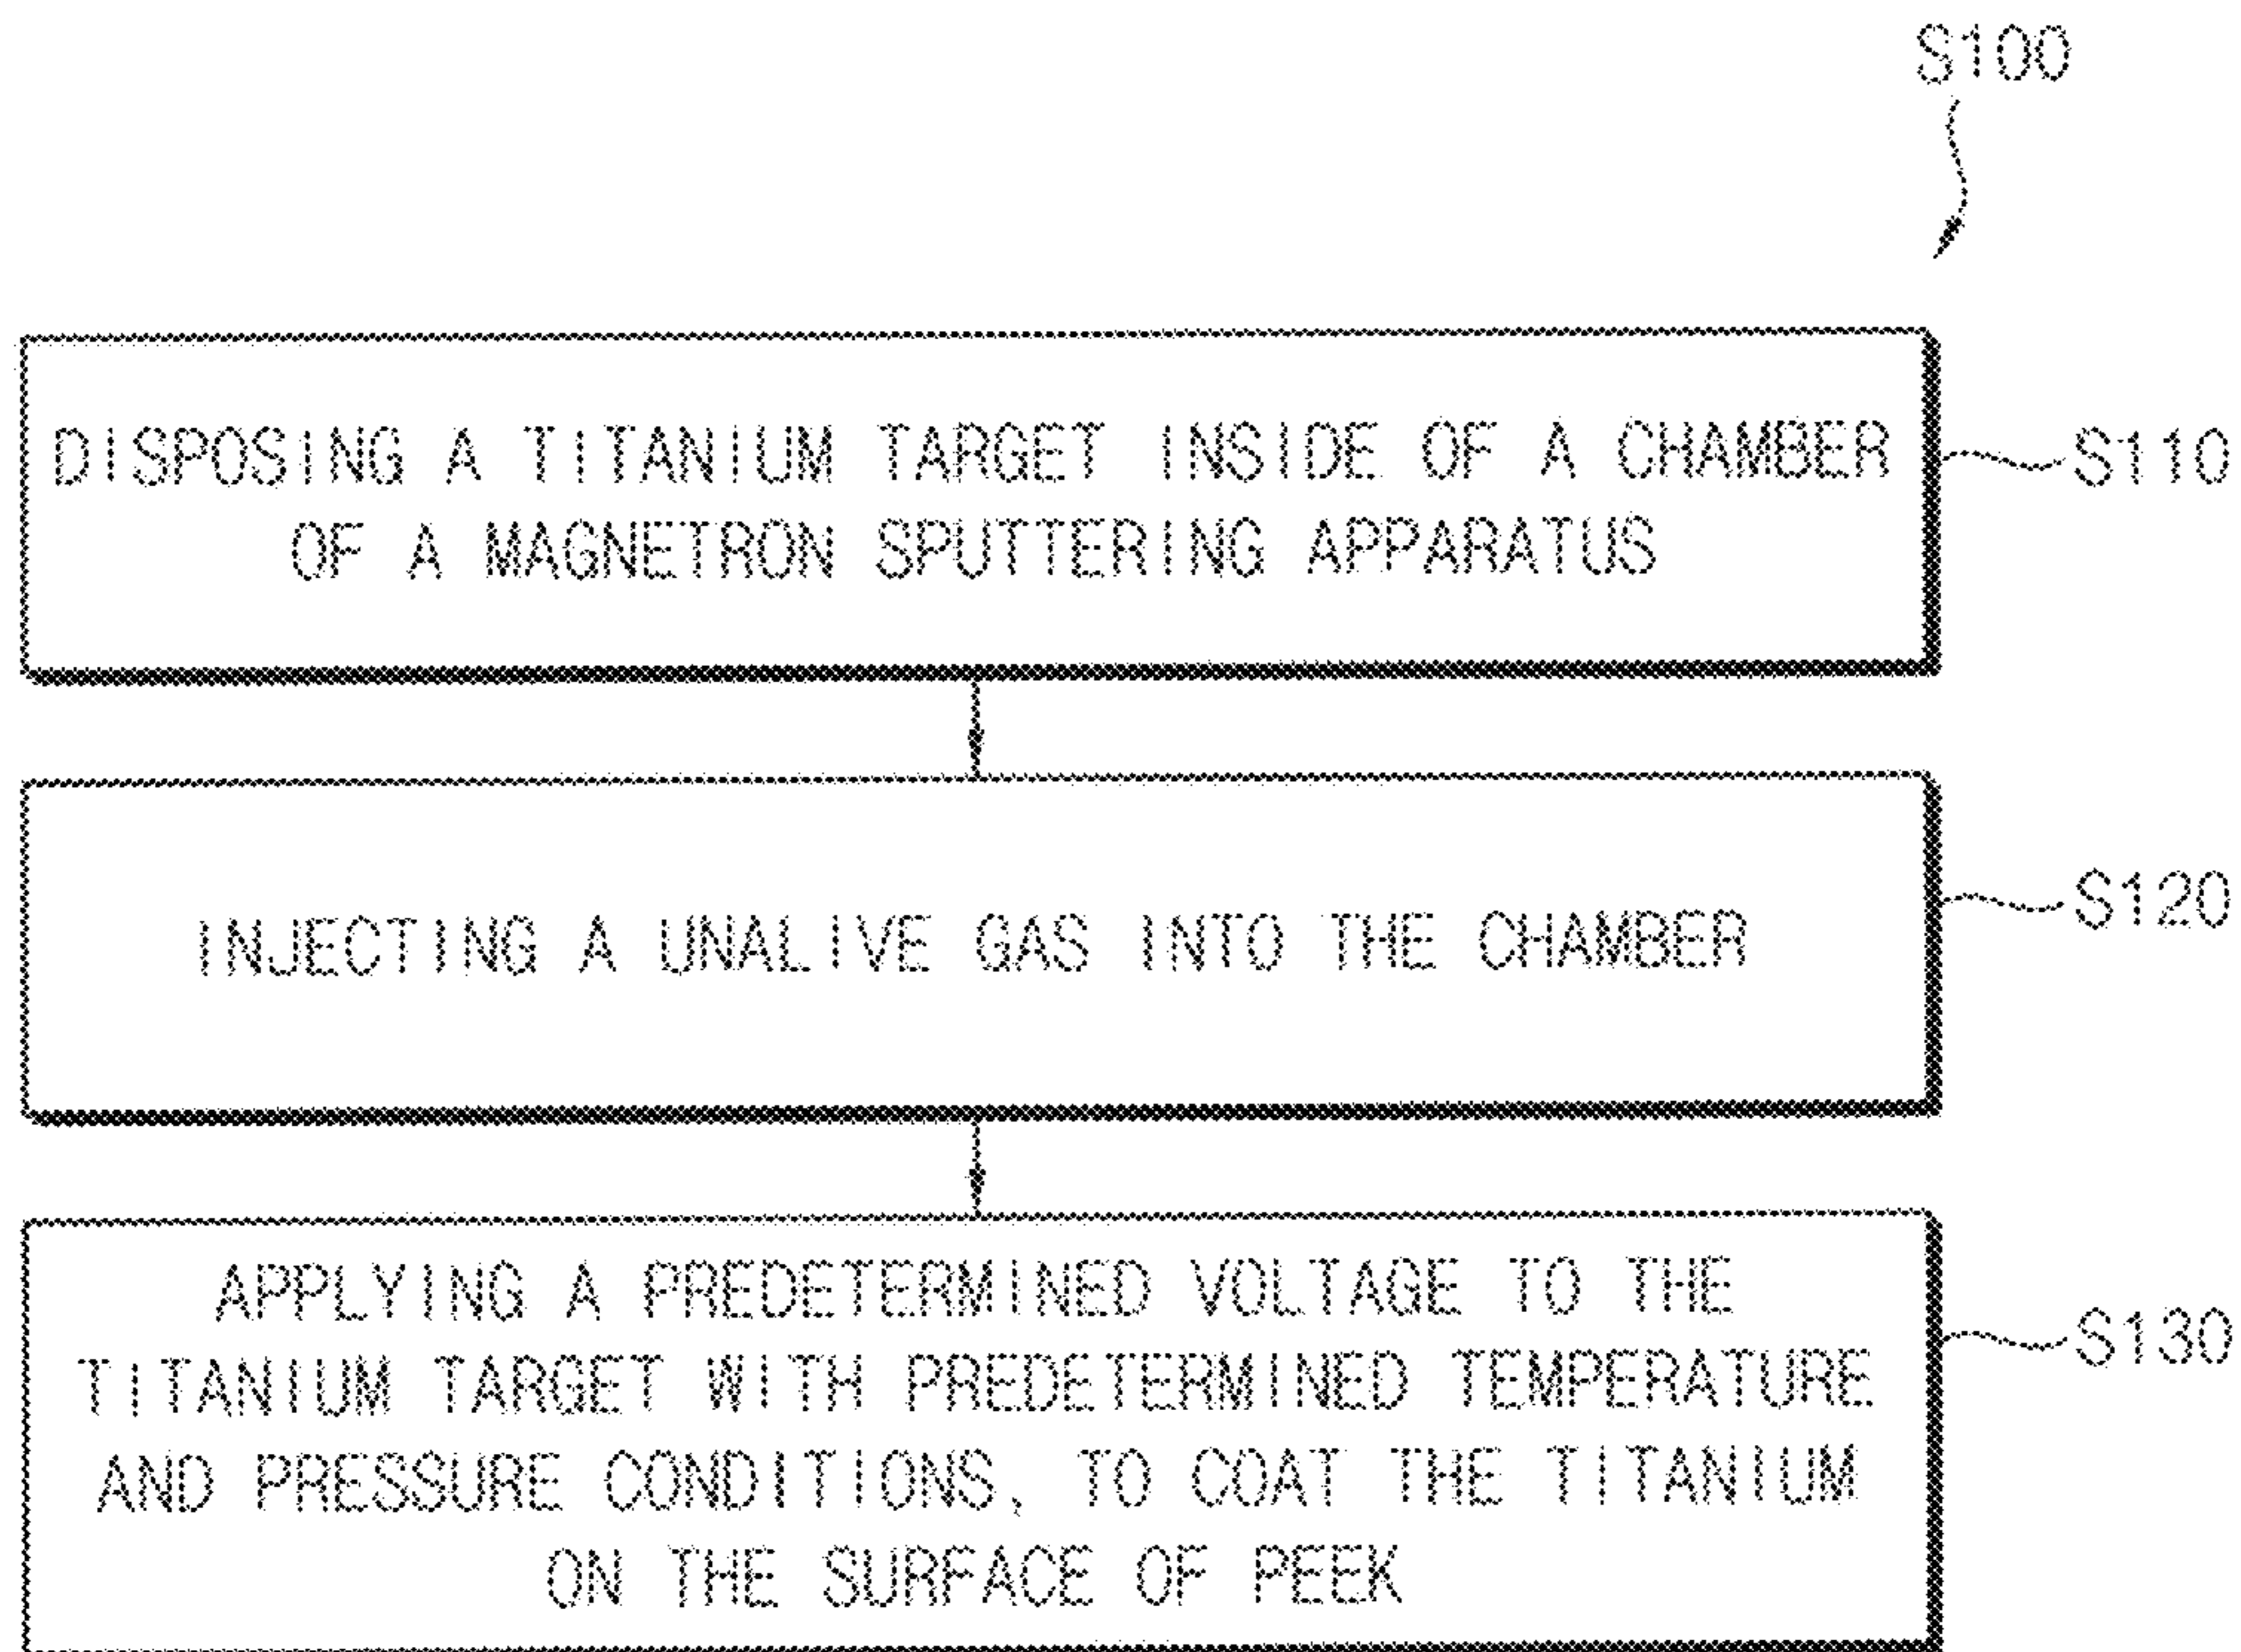 S100
DISPOSING A TITANIUM TARGET INSIDE OF A CHAMBER
OF A MAGNETRON SPUTTERING APPARATUS
S110
INJECTING A UNALIVE GAS INTO THE CHAMBER
S120
APPLYING A PREDETERMINED VOLTAGE TO THE
TITANIUM TARGET WITH PREDETERMINED TEMPERATURE
AND PRESSURE CONDITIONS, TO COAT THE TITANIUM
ON THE SURFACE OF PEEK
S130